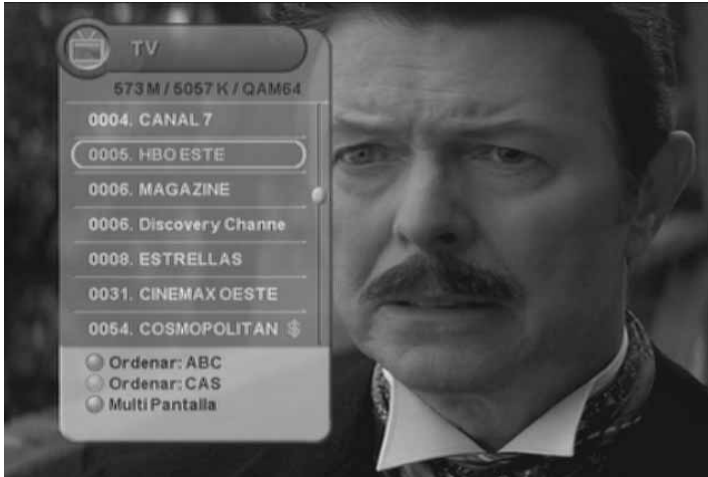 TV
573 M / 5057 K / QAM64
0004. CANAL 7
0005. HBO ESTE
0006. MAGAZINE
0006. Discovery Channe
0008. ESTRELLAS
0031. CINEMAX OESTE
0054. COSMOPOLITAN $
Ordenar: ABC
Ordenar: CAS
Multi Pantalla